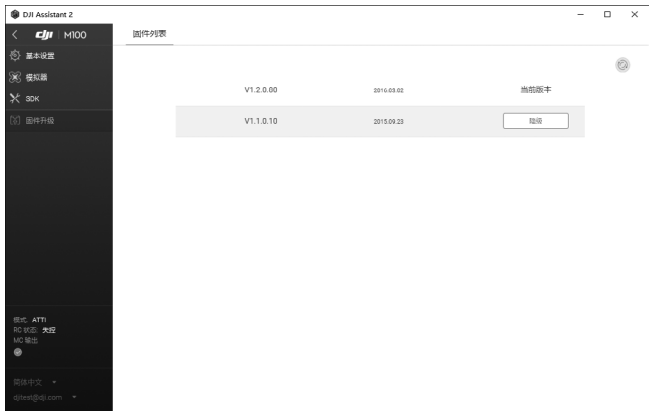 DJI Assistant 2
dji M100
固件列表
基本设置
模拟器
SDK
固件升级
V1.2.0.00 2016.03.02 当前版本
V1.1.0.10 2015.09.23 降级
模式: ATTI
RC 状态: 失控
MC 输出
简体中文
djitest@dji.com